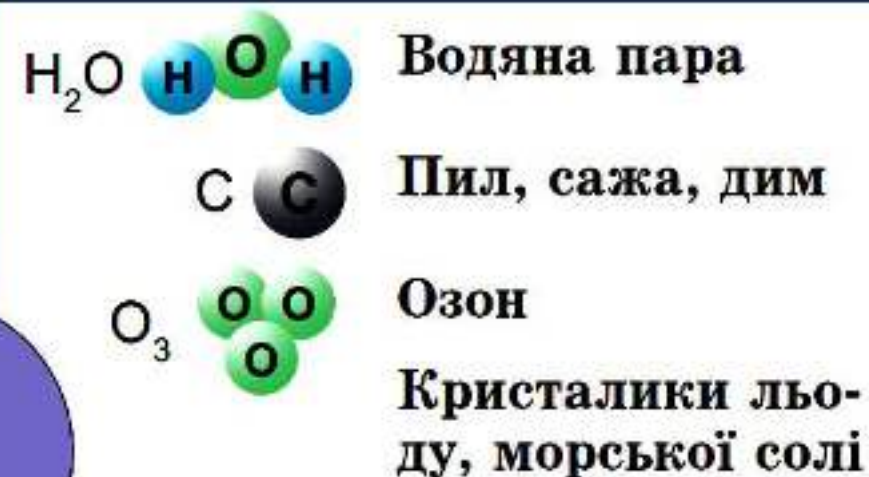 H₂O H O H Водяна пара
C C Пил, сажа, дим
O₃ O O O Озон
Кристалики льо-
ду, морської солі